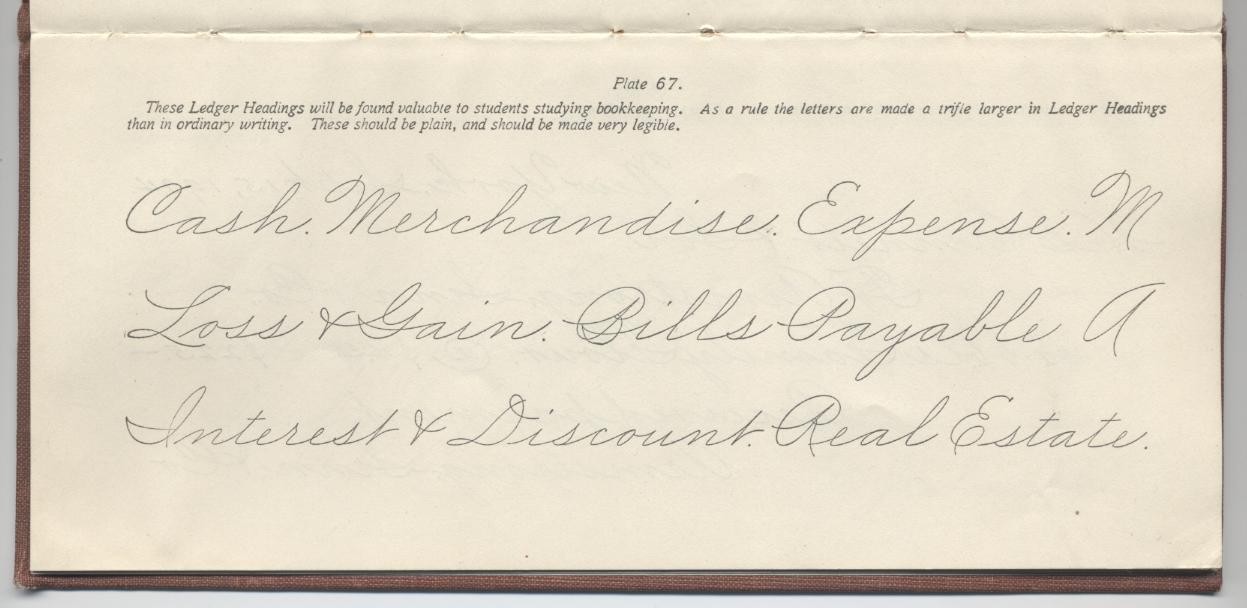 Plate 67.
These Ledger Headings will be found valuable to students studying bookkeeping. As a rule the letters are made a trifle larger in Ledger Headings
than in ordinary writing. These should be plain, and should be made very legible.
Cash. Merchandise. Expense. M
Loss & Gain. Bills Payable A
Interest & Discount. Real Estate.